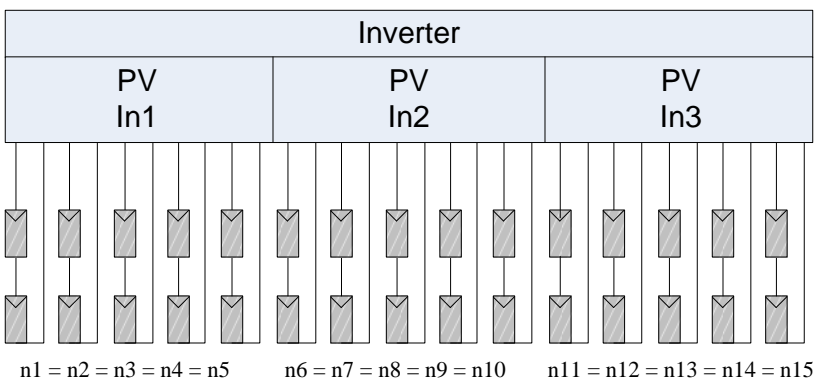 Inverter
PV
In1
PV
In2
PV
In3
n1 = n2 = n3 = n4 = n5
n6 = n7 = n8 = n9 = n10
n11 = n12 = n13 = n14 = n15